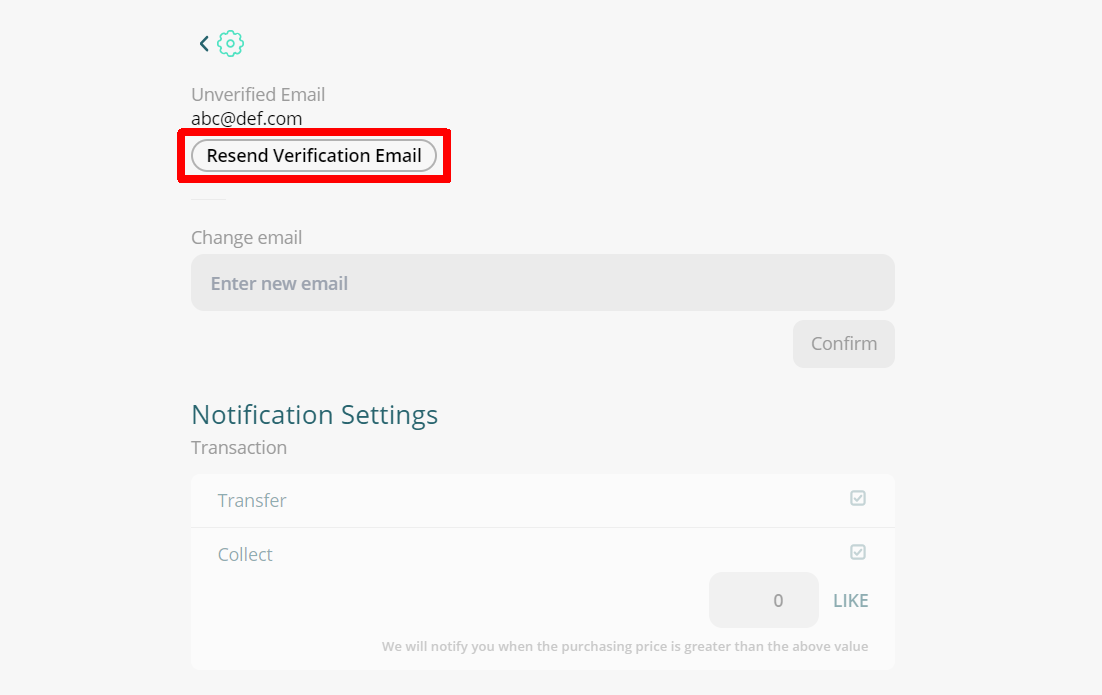 Unverified Email
abc@def.com
Resend Verification Email
Change email
Enter new email
Confirm
Notification Settings
Transaction
Transfer
Collect
0 LIKE
We will notify you when the purchasing price is greater than the above value